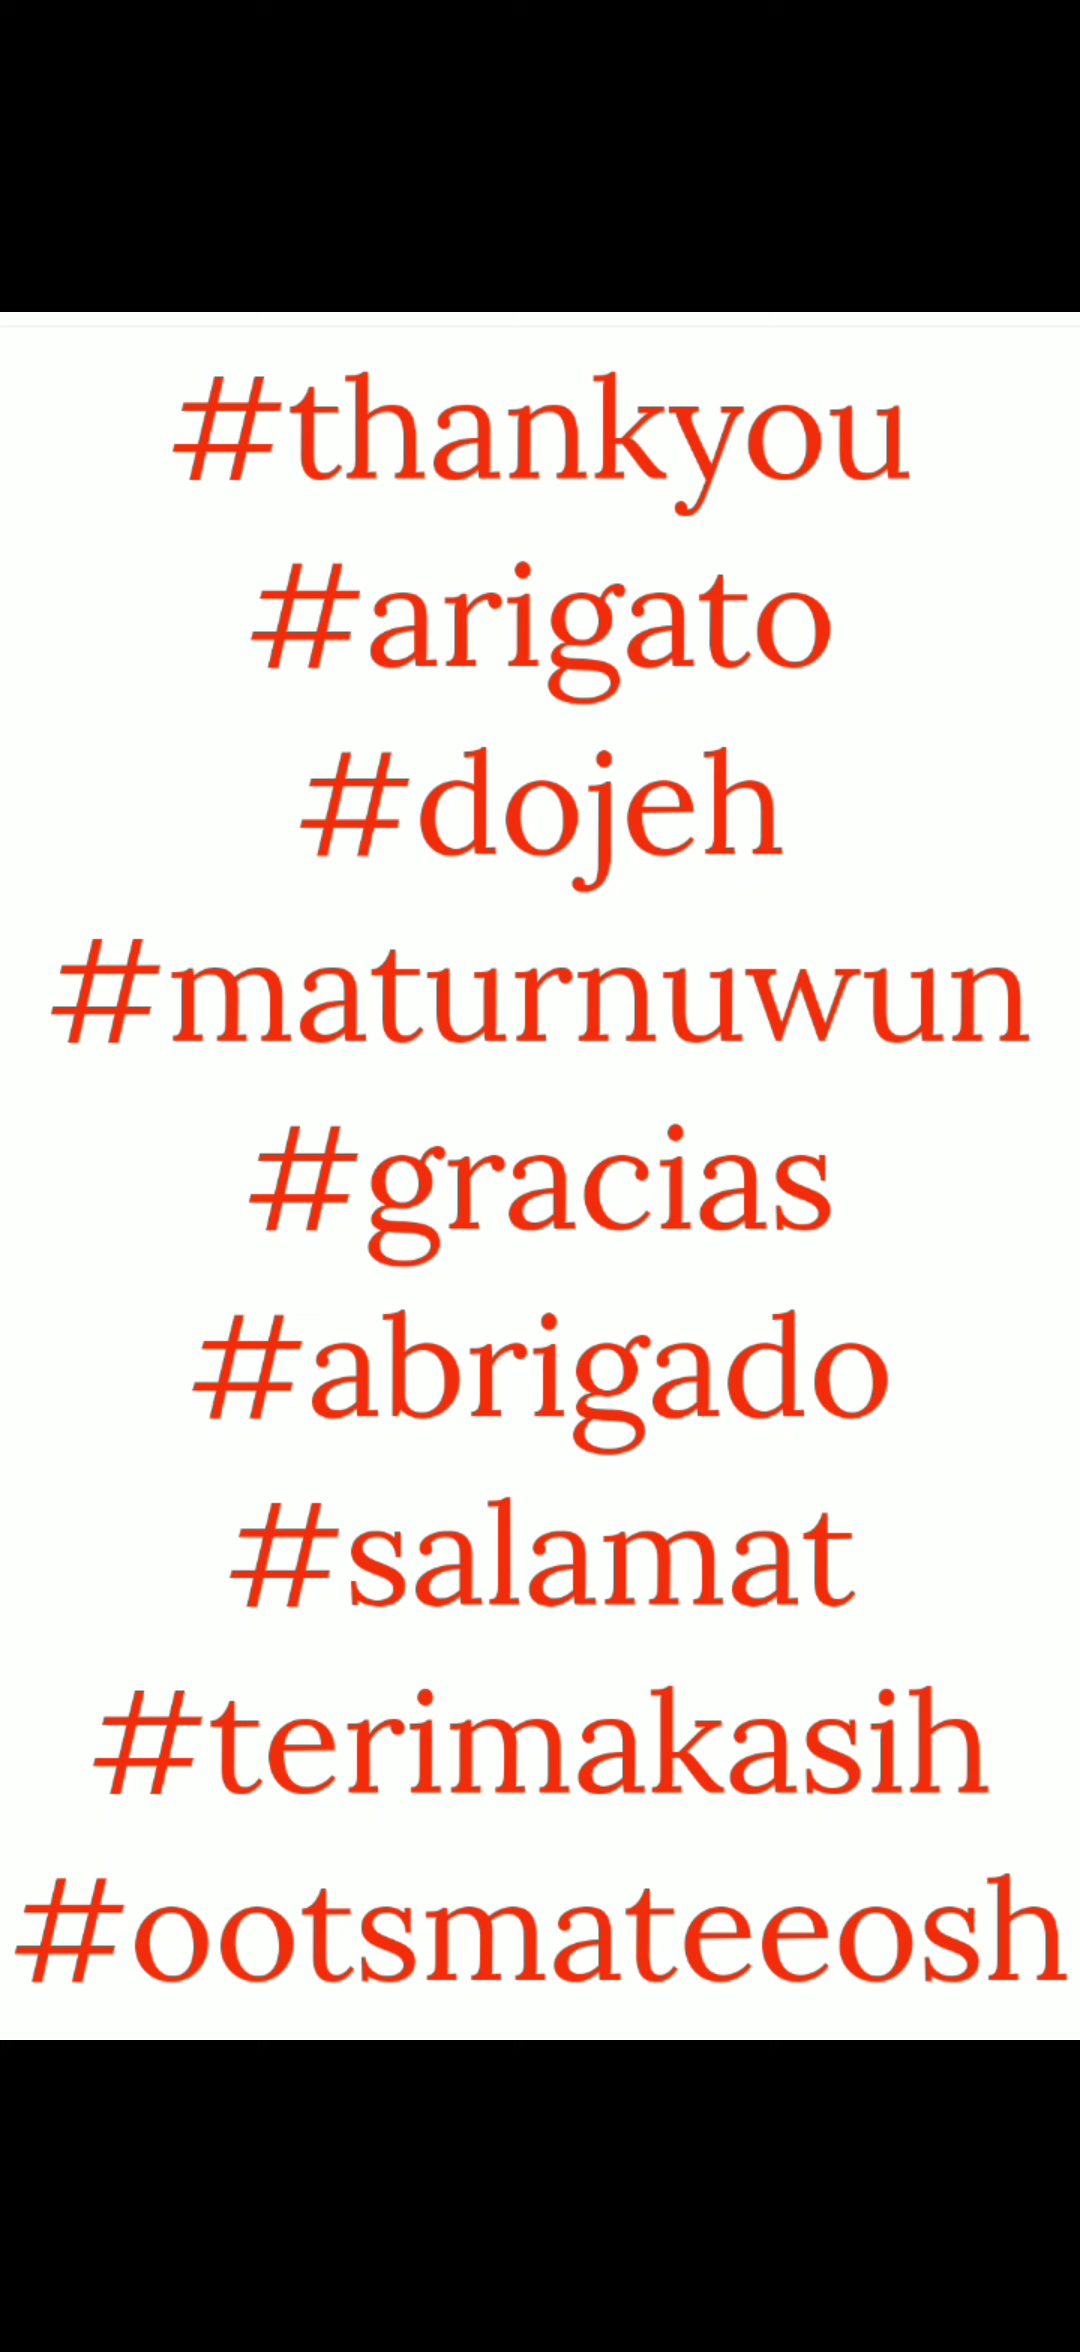 #thankyou
#arigato
#dojeh
#maturnuwun
#gracias
#abrigado
#salamat
#terimakasih
#ootsmateeosh